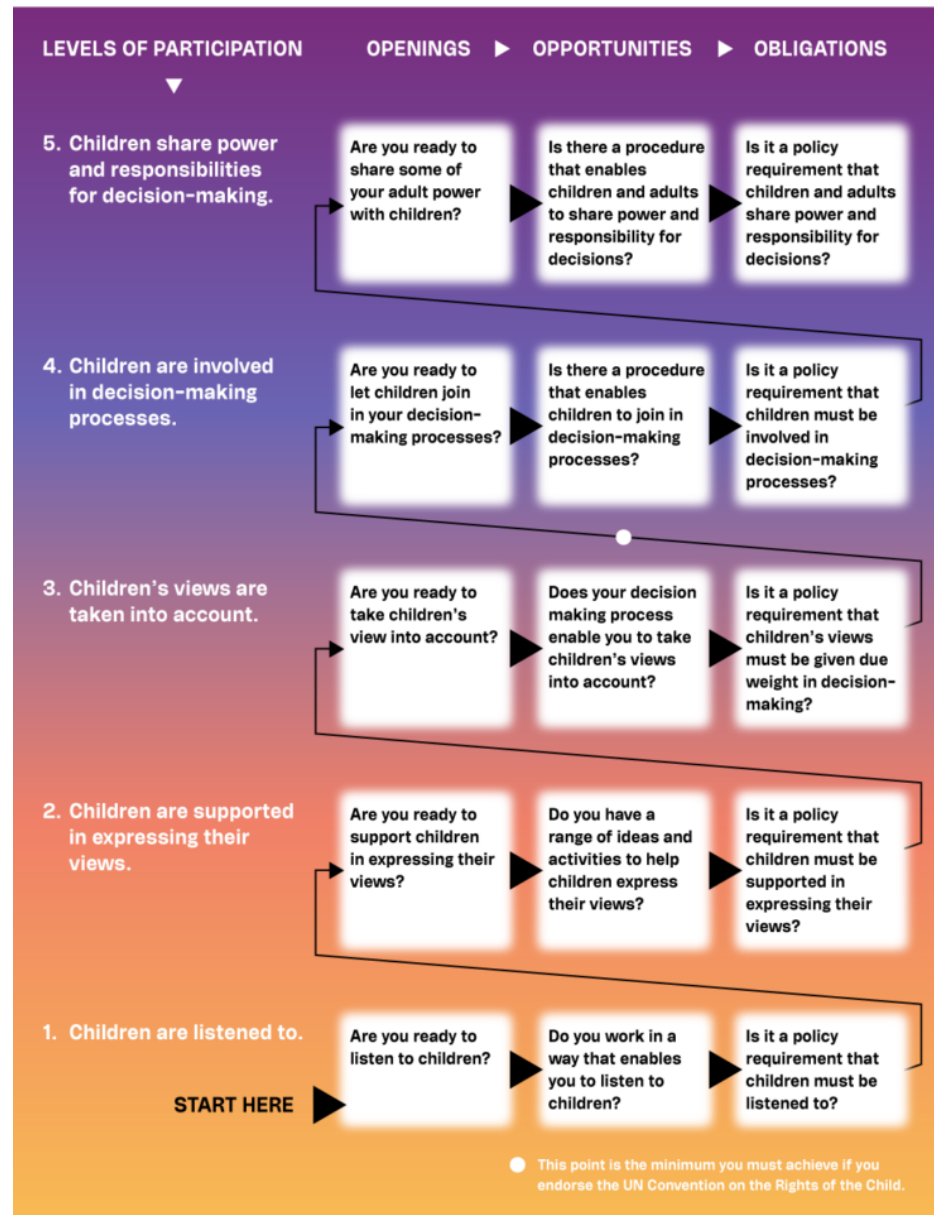 LEVELS OF PARTICIPATION
OPENINGS
OPPORTUNITIES
OBLIGATIONS
5. Children share power
and responsibilities
for decision-making.
Are you ready to
share some of
your adult power
with children?
Is there a procedure
that enables
children and adults
to share power and
responsibility for
decisions?
Is it a policy
requirement that
children and adults
share power and
responsibility for
decisions?
4. Children are involved
in decision-making
processes.
Are you ready to
let children join
in your decision-
making processes?
Is there a procedure
that enables
children to join in
decision-making
processes?
Is it a policy
requirement that
children must be
involved in
decision-making
processes?
3. Children's views are
taken into account.
Are you ready to
take children's
view into account?
Does your decision
making process
enable you to take
children's views
into account?
Is it a policy
requirement that
children's views
must be given due
weight in decision-
making?
2. Children are supported
in expressing their
views.
Are you ready to
support children
in expressing their
views?
Do you have a
range of ideas and
activities to help
children express
their views?
Is it a policy
requirement that
children must be
supported in
expressing their
views?
1. Children are listened to.
Are you ready to
listen to children?
Do you work in a
way that enables
you to listen to
children?
Is it a policy
requirement that
children must be
listened to?
START HERE
This point is the minimum you must achieve if you
endorse the UN Convention on the Rights of the Child.